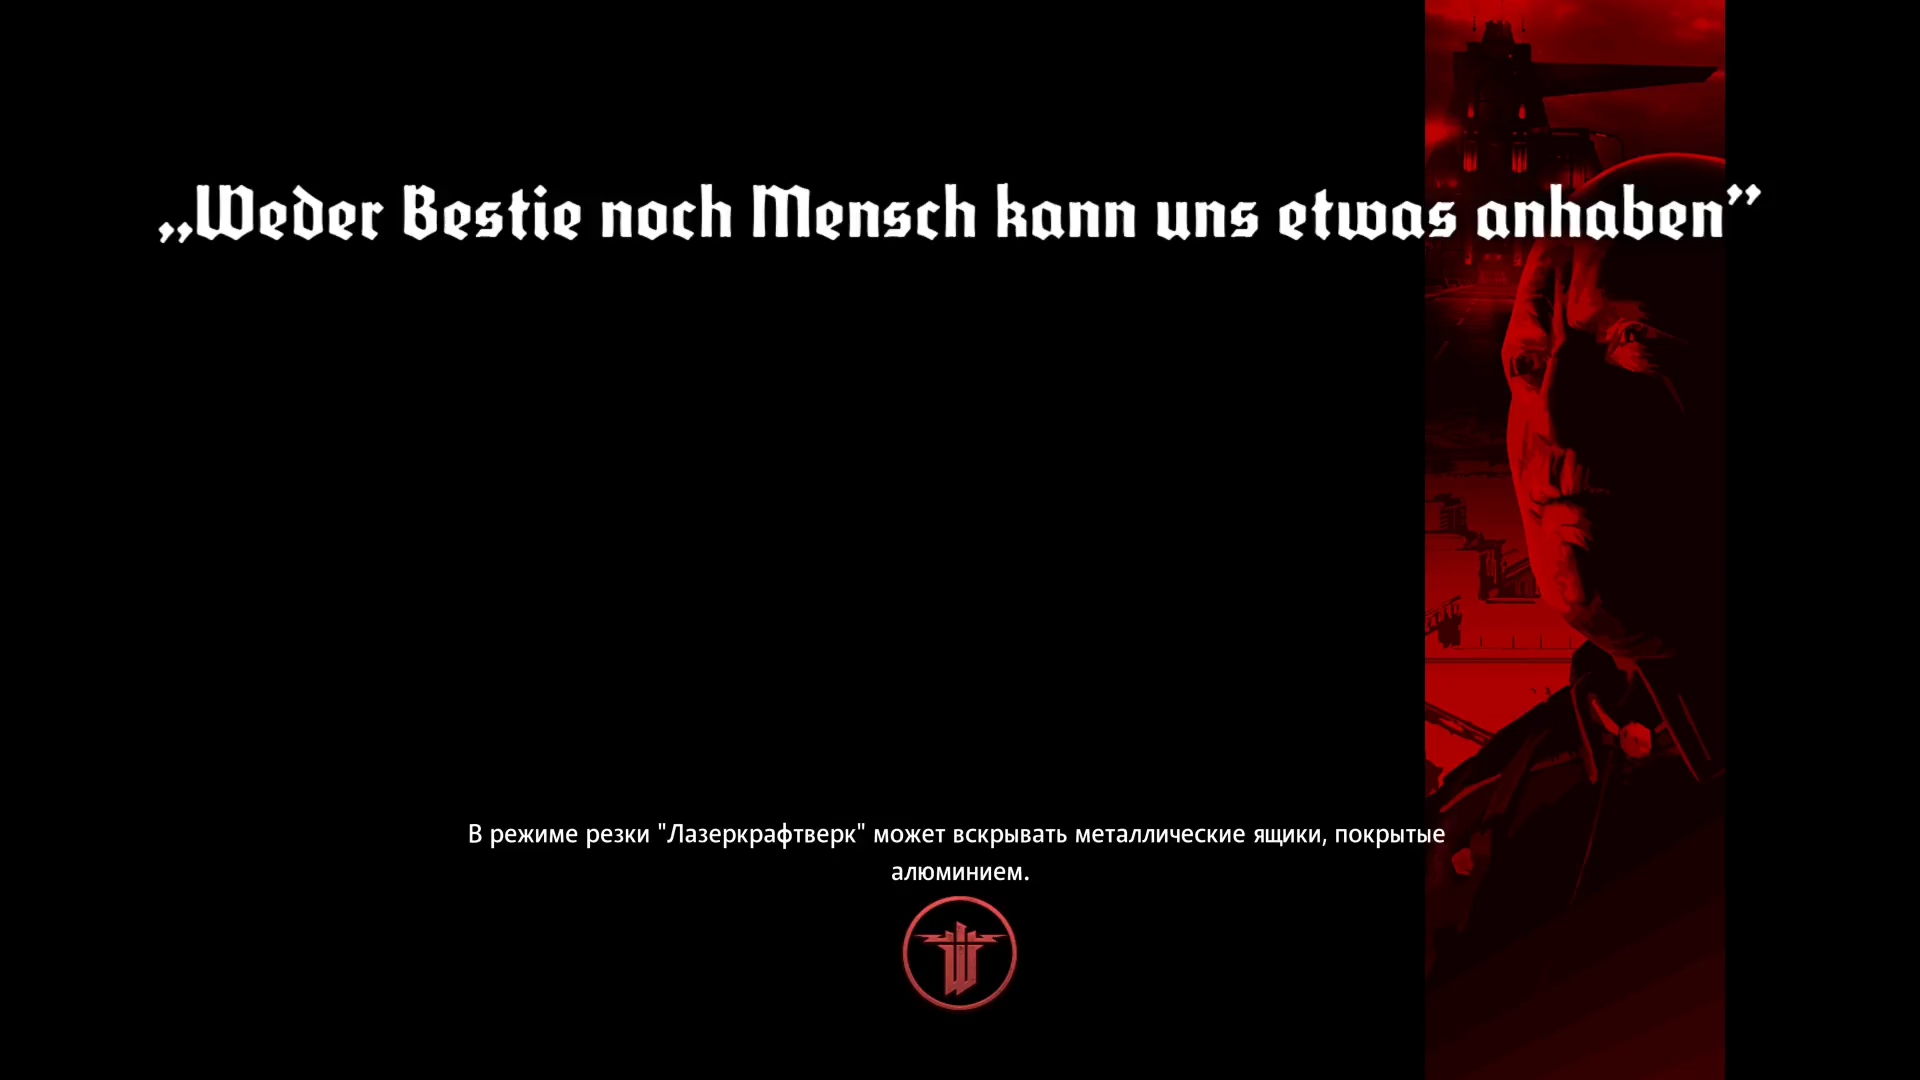 „Weder Bestie noch Mensch kann uns etwas anhaben”
В режиме резки "Лазеркрафтверк" может вскрывать металлические ящики, покрытые
алюминием.